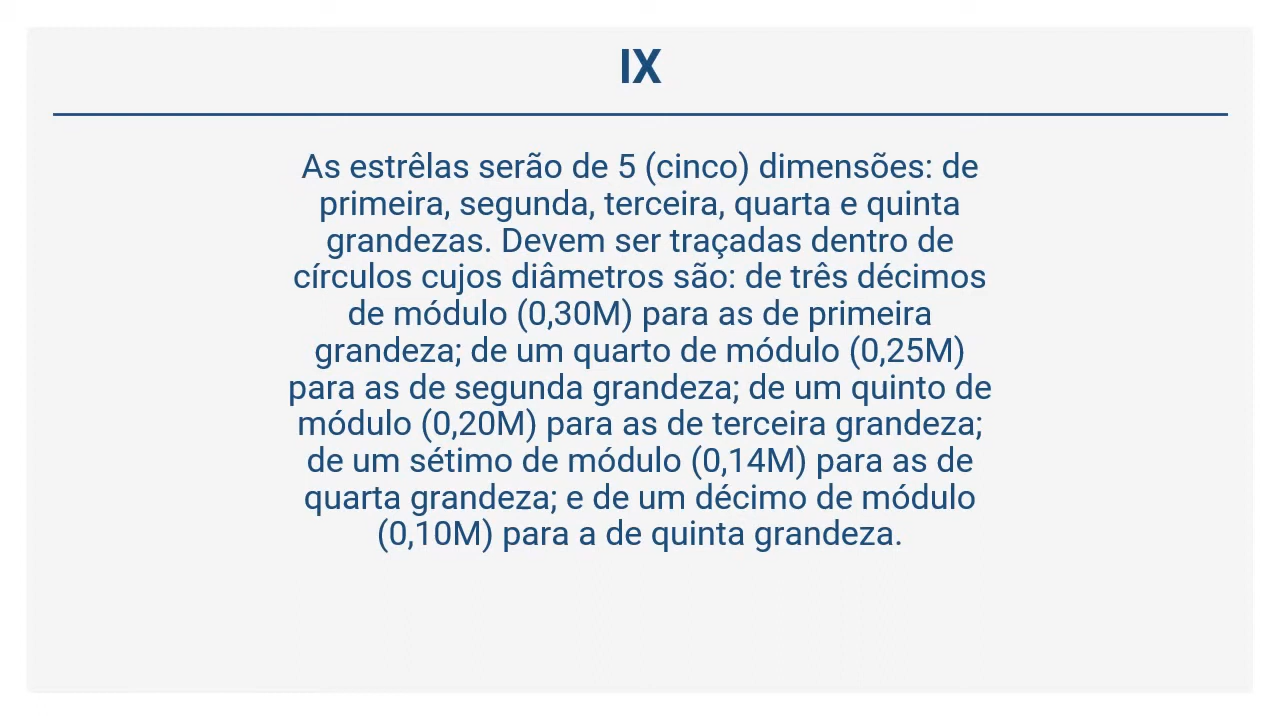 IX
As estrêlas serão de 5 (cinco) dimensões: de
primeira, segunda, terceira, quarta e quinta
grandezas. Devem ser traçadas dentro de
círculos cujos diâmetros são: de três décimos
de módulo (0,30M) para as de primeira
grandeza; de um quarto de módulo (0,25M)
para as de segunda grandeza; de um quinto de
módulo (0,20M) para as de terceira grandeza;
de um sétimo de módulo (0,14M) para as de
quarta grandeza; e de um décimo de módulo
(0,10M) para a de quinta grandeza.